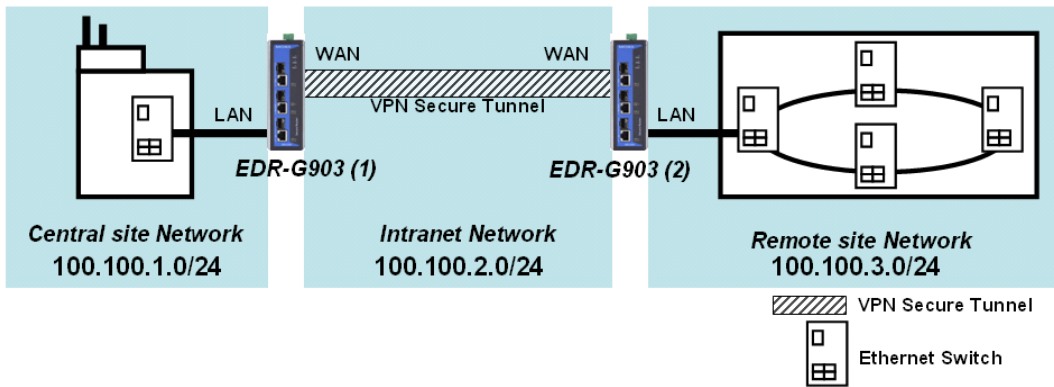 WAN
WAN
VPN Secure Tunnel
LAN
LAN
EDR-G903 (1)
EDR-G903 (2)
Central site Network
100.100.1.0/24
Intranet Network
100.100.2.0/24
Remote site Network
100.100.3.0/24
VPN Secure Tunnel
Ethernet Switch